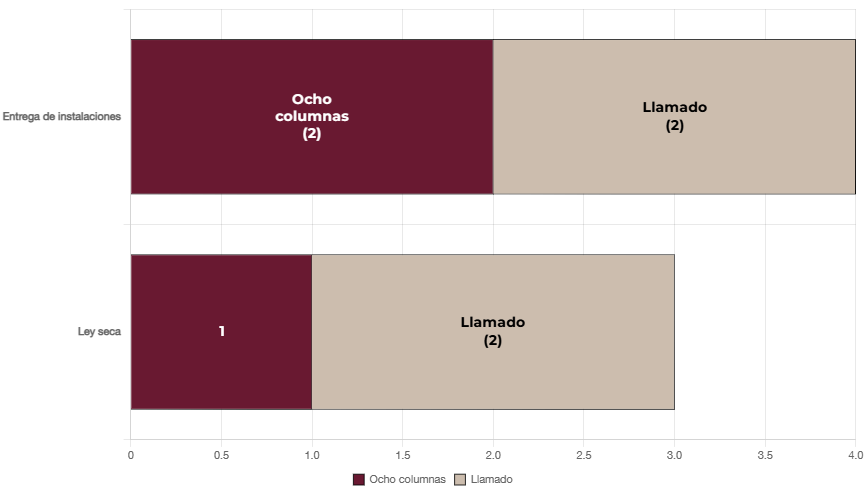 Entrega de instalaciones
Ocho
columnas
(2)
Llamado
(2)
Ley seca
1
Llamado
(2)
0 0.5 1.0 1.5 2.0 2.5 3.0 3.5 4.0
Ocho columnas Llamado